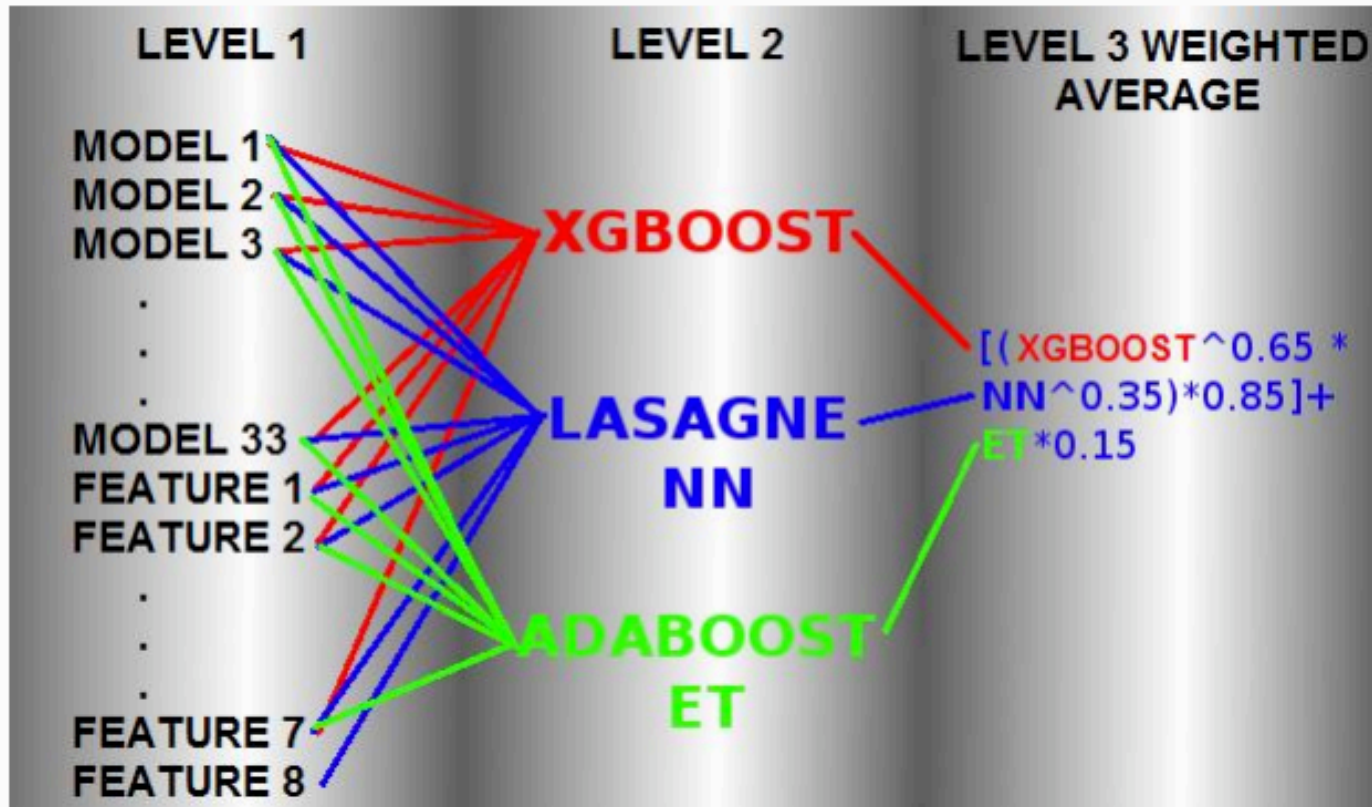 LEVEL 1
MODEL 1
MODEL 2
MODEL 3
.
.
.
MODEL 33
FEATURE 1
FEATURE 2
.
.
.
FEATURE 7
FEATURE 8
LEVEL 2
XGBOOST
LASAGNE
NN
ADABOOST
ET
LEVEL 3 WEIGHTED
AVERAGE
[(XGBOOST^0.65 *
NN^0.35)*0.85]+
ET*0.15